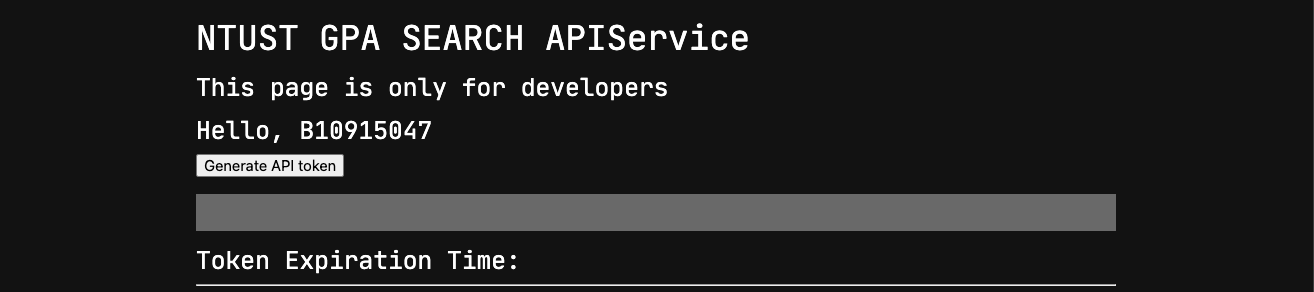 NTUST GPA SEARCH APIService
This page is only for developers
Hello, B10915047
Generate API token
Token Expiration Time: